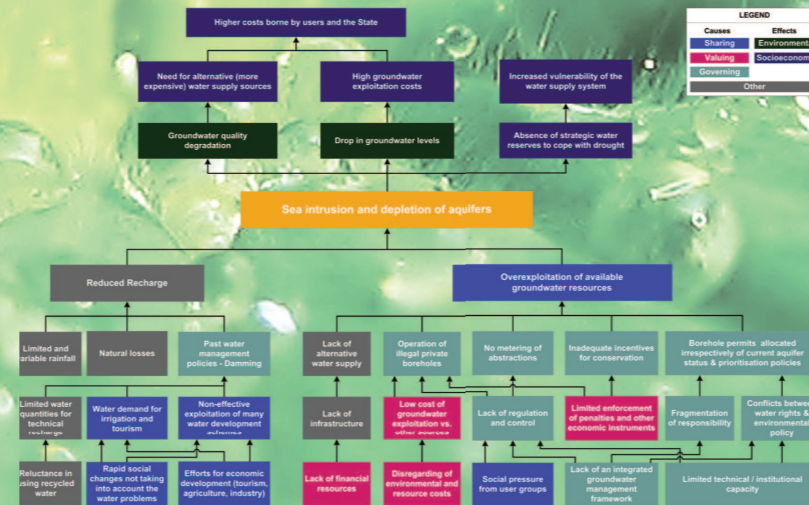 Higher costs borne by users and the State
LEGEND
Causes
Effects
Sharing
Valuing
Governing
Other
Need for alternative (more
expensive) water supply sources
High groundwater
exploitation costs
Increased vulnerability of the
water supply system
Groundwater quality
degradation
Drop in groundwater levels
Absence of strategic water
reserves to cope with drought
Sea intrusion and depletion of aquifers
Reduced Recharge
Overexploitation of available
groundwater resources
Limited and
rainfall
Natural losses
Past water
management
policies - Damming
Lack of
alternative
water supply
Operation of
illegal private
boreholes
No metering of
abstractions
Inadequate incentives
for conservation
Borehole permits allocated
irrespectively of current aquifer
status & prioritisation policies
Limited water
quantities for
technical
recharge
Water demand for
irrigation and
tourism
Non-effective
exploitation of many
water development
Lack of
infrastructure
Low cost of
groundwater
exploitation vs.
Lack of regulation
and control
Limited enforcement
of penalties and other
economic instruments
Fragmentation
of responsibility
Conflicts between
water rights &
environmental
policy
Reluctance in
using recycled
water
Rapid social
changes not taking
into account the
water problems
Efforts for economic
development (tourism,
agriculture, industry)
Lack of financial
resources
Disregarding of
environmental and
resource costs
Social pressure
from user groups
Lack of an integrated
groundwater
management
framework
Limited technical / institutional
capacity